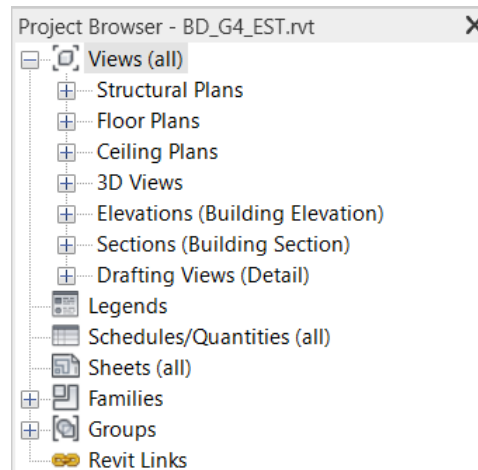 Project Browser - BD_G4_EST.rvt
Views (all)
Structural Plans
Floor Plans
Ceiling Plans
3D Views
Elevations (Building Elevation)
Sections (Building Section)
Drafting Views (Detail)
Legends
Schedules/Quantities (all)
Sheets (all)
Families
Groups
Revit Links